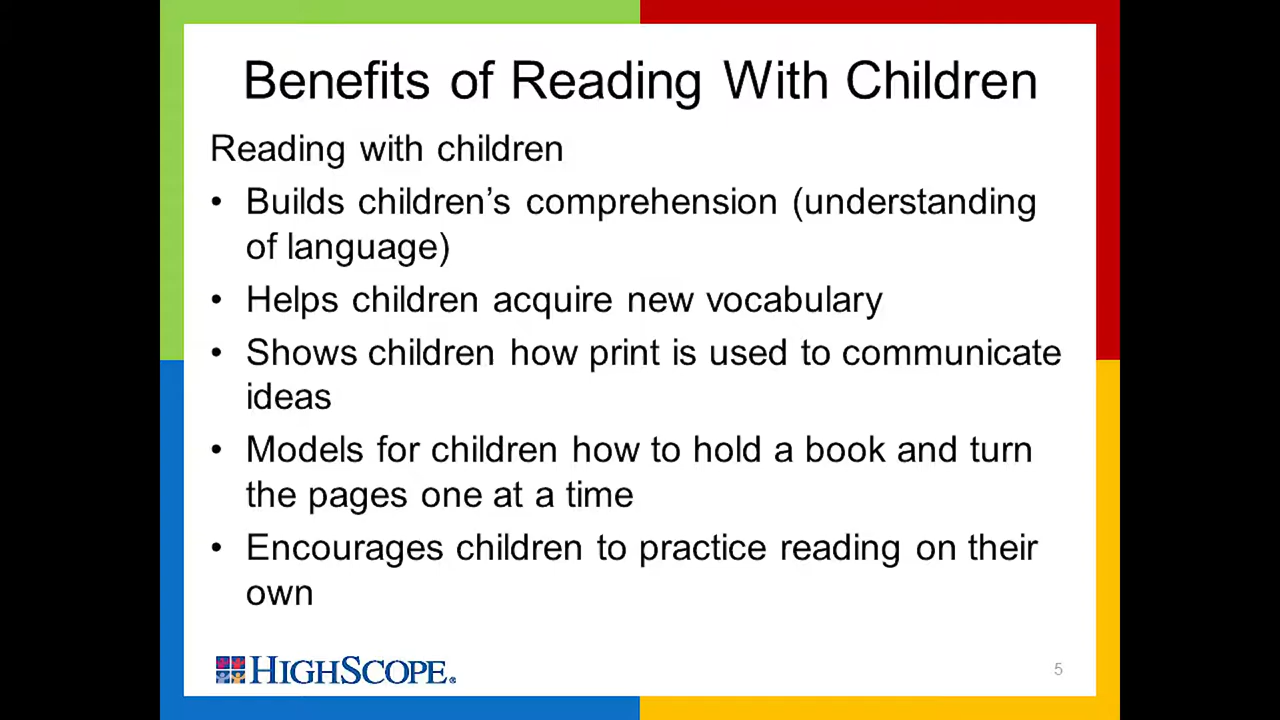 Benefits of Reading With Children
Reading with children
• Builds children’s comprehension (understanding
of language)
• Helps children acquire new vocabulary
• Shows children how print is used to communicate
ideas
• Models for children how to hold a book and turn
the pages one at a time
• Encourages children to practice reading on their
own
HIGHSCOPE®
5